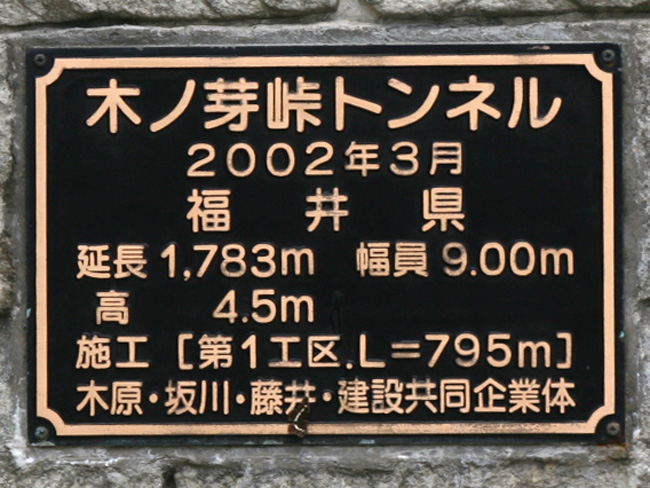 木ノ芽峠トンネル
2002年3月
福井県
延長1,783m 幅員9.00m
高 4.5m
施工［第1工区.L=795m］
木原・坂川・藤井・建設共同企業体